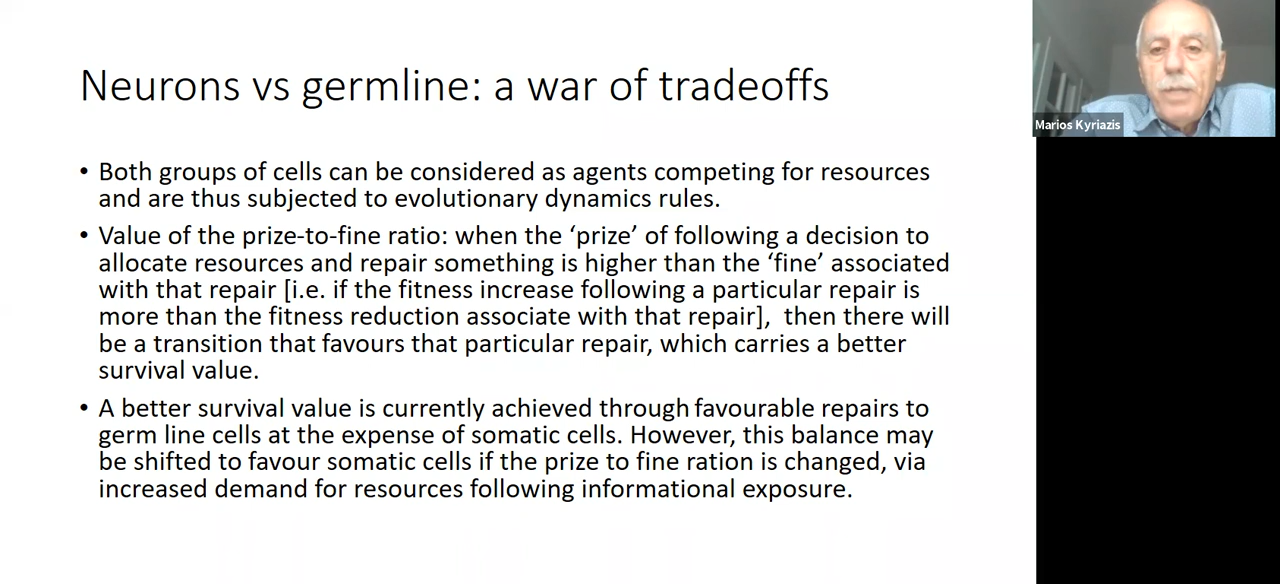 Neurons vs germline: a war of tradeoffs
• Both groups of cells can be considered as agents competing for resources
and are thus subjected to evolutionary dynamics rules.
• Value of the prize-to-fine ratio: when the ‘prize’ of following a decision to
allocate resources and repair something is higher than the ‘fine’ associated
with that repair [i.e. if the fitness increase following a particular repair is
more than the fitness reduction associate with that repair], then there will
be a transition that favours that particular repair, which carries a better
survival value.
• A better survival value is currently achieved through favourable repairs to
germ line cells at the expense of somatic cells. However, this balance may
be shifted to favour somatic cells if the prize to fine ration is changed, via
increased demand for resources following informational exposure.
Marios Kyriazis